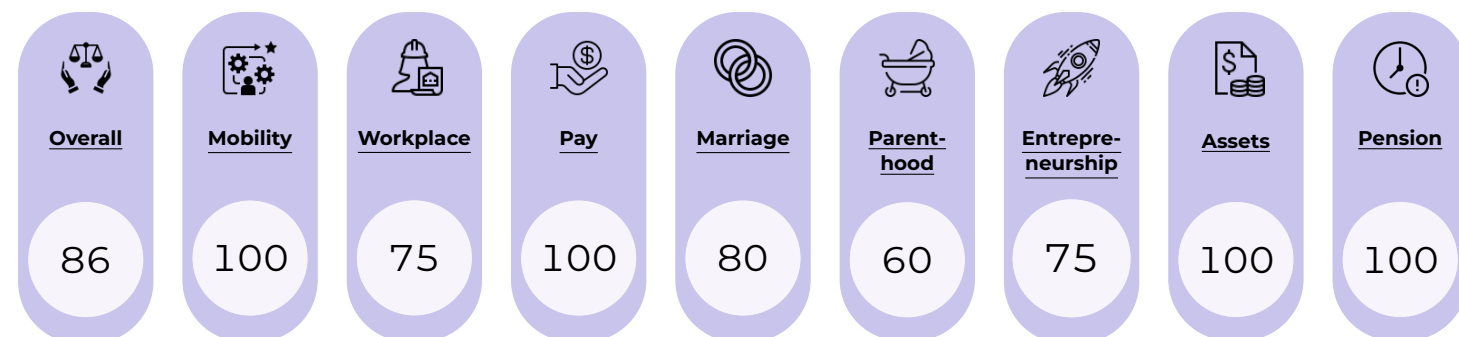 Overall
Mobility
Workplace
Pay
Marriage
Parent-
hood
Entrepre-
neurship
Assets
Pension
86
100
75
100
80
60
75
100
100